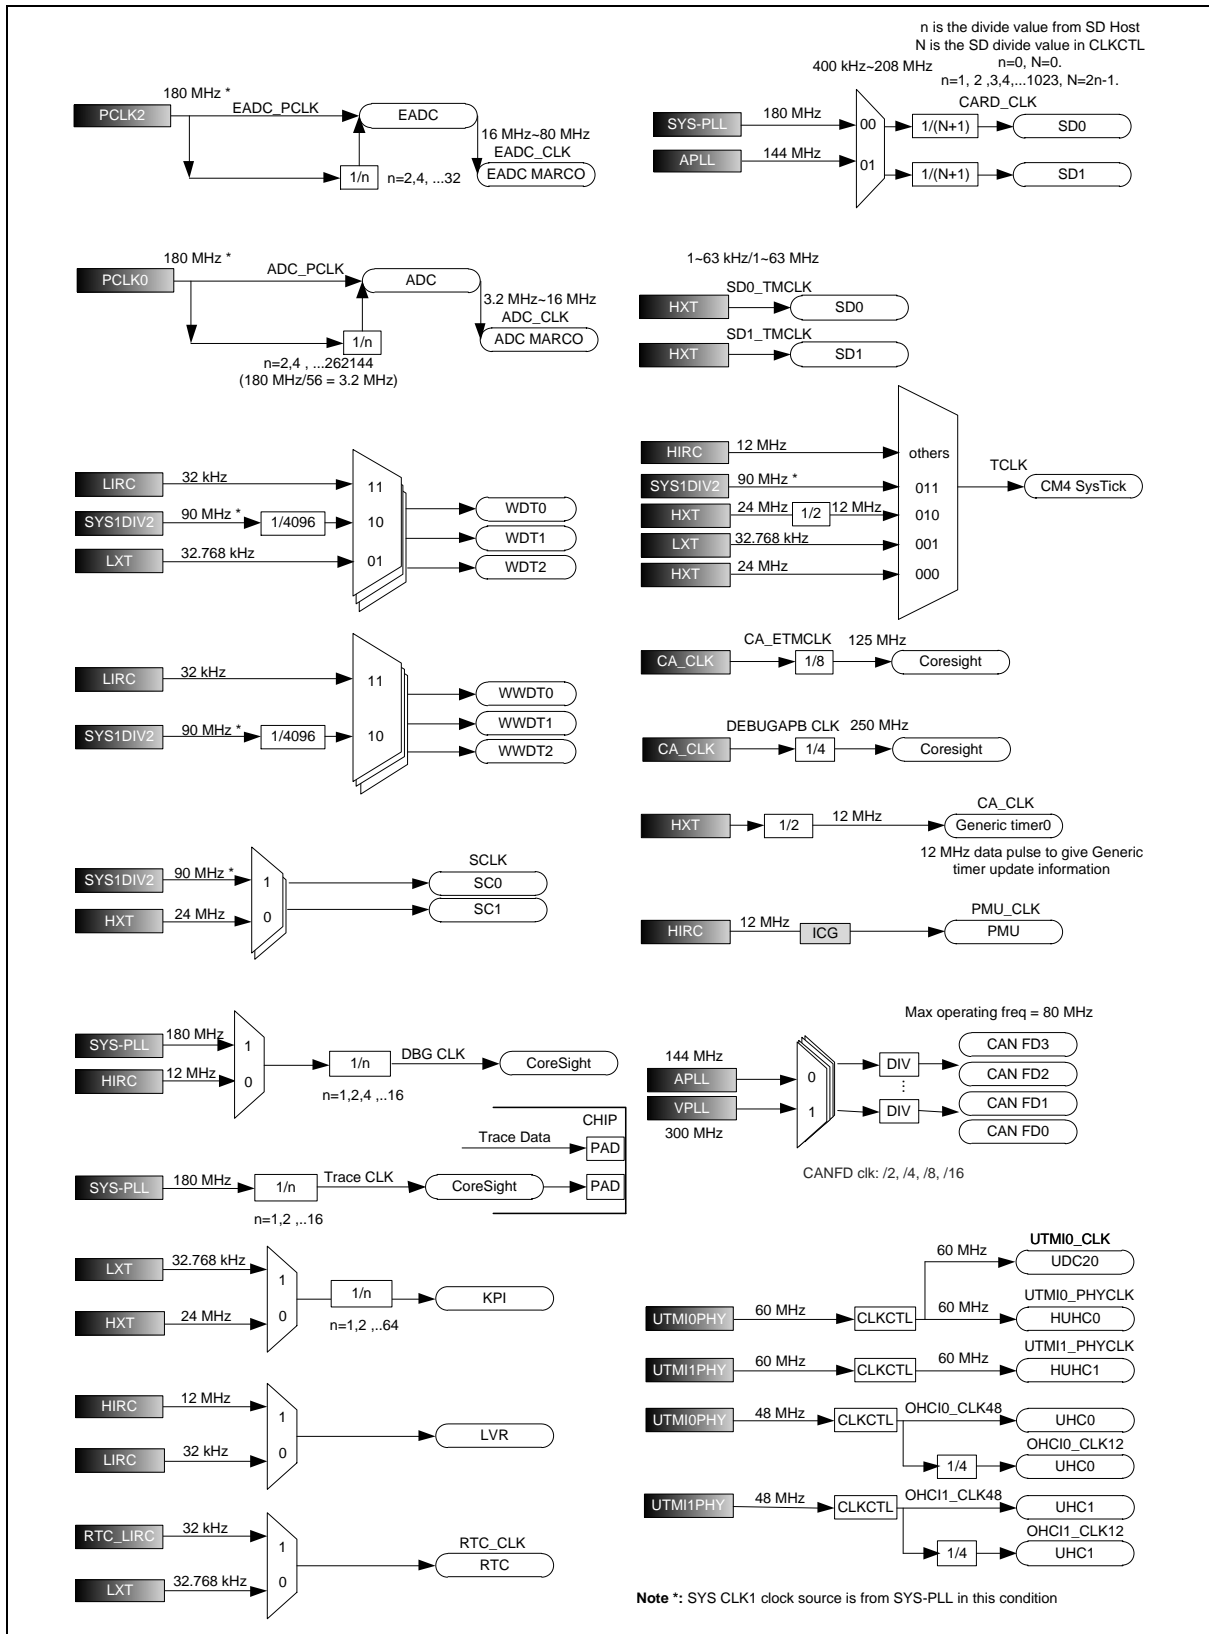 PCLK2
180 MHz *
EADC_PCLK
EADC
16 MHz~80 MHz
EADC_CLK
EADC MARCO
1/n
n=2,4, ...32
PCLK0
180 MHz *
ADC_PCLK
ADC
3.2 MHz~16 MHz
ADC_CLK
ADC MARCO
1/n
n=2,4 , ...262144
(180 MHz/56 = 3.2 MHz)
LIRC
32 kHz
SYS1DIV2
90 MHz *
1/4096
LXT
32.768 kHz
11
10
01
WDT0
WDT1
WDT2
LIRC
32 kHz
SYS1DIV2
90 MHz *
1/4096
11
10
WWDT0
WWDT1
WWDT2
SYS1DIV2
90 MHz *
HXT
24 MHz
1
0
SCLK
SC0
SC1
SYS-PLL
180 MHz
HIRC
12 MHz
1
0
1/n
n=1,2,4 ,..16
DBG CLK
CoreSight
CHIP
Trace Data
PAD
SYS-PLL
180 MHz
1/n
n=1,2 ,..16
Trace CLK
CoreSight
PAD
LXT
32.768 kHz
HXT
24 MHz
1
0
1/n
n=1,2 ,..64
KPI
HIRC
12 MHz
LIRC
32 kHz
1
0
LVR
RTC_LIRC
32 kHz
LXT
32.768 kHz
1
0
RTC_CLK
RTC
n is the divide value from SD Host
N is the SD divide value in CLKCTL
n=0, N=0.
n=1, 2 ,3,4,...1023, N=2n-1.
400 kHz~208 MHz
SYS-PLL
180 MHz
APLL
144 MHz
00
01
CARD_CLK
1/(N+1)
SD0
1/(N+1)
SD1
1~63 kHz/1~63 MHz
HXT
SD0_TMCLK
SD0
HXT
SD1_TMCLK
SD1
HIRC
12 MHz
others
SYS1DIV2
90 MHz *
011
HXT
24 MHz
1/2
12 MHz
010
LXT
32.768 kHz
001
HXT
24 MHz
000
TCLK
CM4 SysTick
CA_CLK
CA_ETMCLK
1/8
125 MHz
Coresight
CA_CLK
DEBUGAPB CLK
1/4
250 MHz
Coresight
HXT
1/2
12 MHz
CA_CLK
Generic timer0
12 MHz data pulse to give Generic
timer update information
HIRC
12 MHz
ICG
PMU_CLK
PMU
Max operating freq = 80 MHz
144 MHz
APLL
VPLL
300 MHz
0
1
DIV
⋮
DIV
CAN FD3
CAN FD2
CAN FD1
CAN FD0
CANFD clk: /2, /4, /8, /16
UTMI0PHY
60 MHz
CLKCTL
60 MHz
UTMI0_CLK
UDC20
60 MHz
UTMI0_PHYCLK
HUHC0
UTMI1PHY
60 MHz
CLKCTL
60 MHz
UTMI1_PHYCLK
HUHC1
UTMI0PHY
48 MHz
CLKCTL
OHCI0_CLK48
UHC0
1/4
OHCI0_CLK12
UHC0
UTMI1PHY
48 MHz
CLKCTL
OHCI1_CLK48
UHC1
1/4
OHCI1_CLK12
UHC1
Note *: SYS CLK1 clock source is from SYS-PLL in this condition